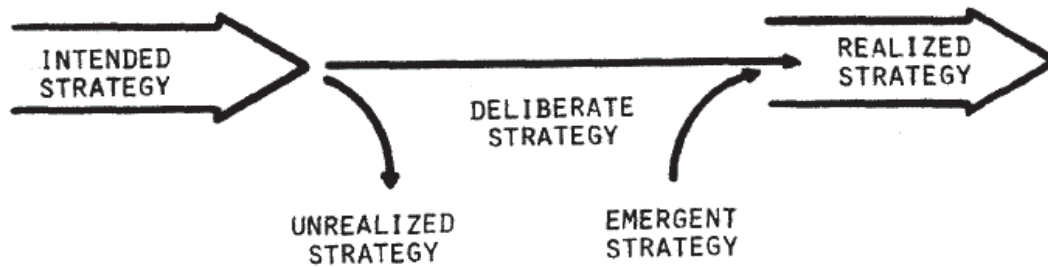 INTENDED
STRATEGY
REALIZED
STRATEGY
DELIBERATE
STRATEGY
UNREALIZED
STRATEGY
EMERGENT
STRATEGY